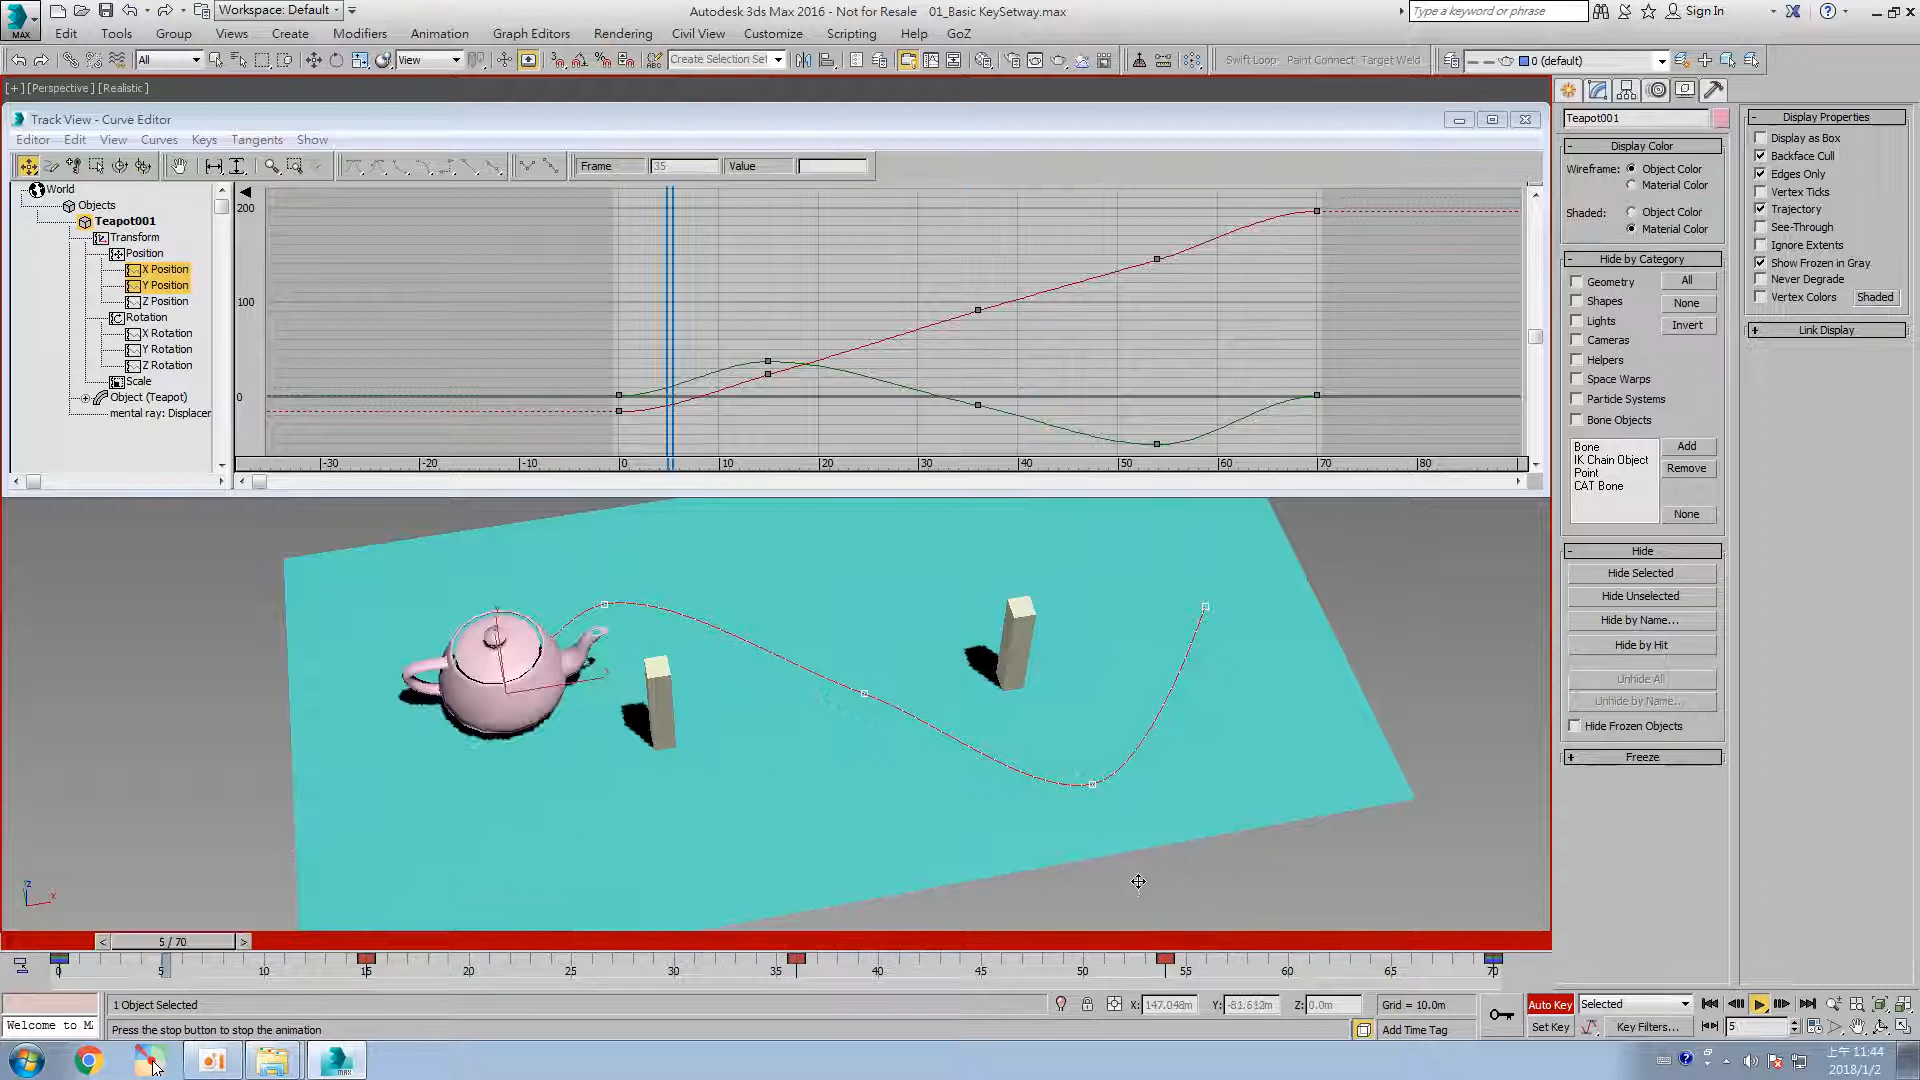 Workspace: Default
Autodesk 3ds Max 2016 - Not for Resale   01_Basic KeySetway.max
Type a keyword or phrase
Sign In
MAX
Edit Tools Group Views Create Modifiers Animation Graph Editors Rendering Civil View Customize Scripting Help GoZ
All
View
Create Selection Set
Swift Loop Paint Connect Target Weld
0 (default)
[+] [Perspective] [Realistic]
Track View - Curve Editor
Editor Edit View Curves Keys Tangents Show
Frame 35 Value
World
Objects
Teapot001
Transform
Position
X Position
Y Position
Z Position
Rotation
X Rotation
Y Rotation
Z Rotation
Scale
Object (Teapot)
mental ray: Displacer
200
100
0
-30 -20 -10 0 10 20 30 40 50 60 70 80
Teapot001
Display Color
Wireframe: Object Color
Material Color
Shaded: Object Color
Material Color
Hide by Category
Geometry All
Shapes None
Lights Invert
Cameras
Helpers
Space Warps
Particle Systems
Bone Objects
Bone
IK Chain Object
Point
CAT Bone
Add
Remove
None
Hide
Hide Selected
Hide Unselected
Hide by Name...
Hide by Hit
Unhide All
Unhide by Name...
Hide Frozen Objects
Freeze
Display Properties
Display as Box
Backface Cull
Edges Only
Vertex Ticks
Trajectory
See-Through
Ignore Extents
Show Frozen in Gray
Never Degrade
Vertex Colors Shaded
Link Display
z
x
< 5 / 70 >
0 5 10 15 20 25 30 35 40 45 50 55 60 65 70
1 Object Selected
X: 147.048m Y: -81.612m Z: 0.0m Grid = 10.0m
Auto Key Selected
Welcome to M
Press the stop button to stop the animation
Add Time Tag
Set Key Key Filters... 5
上午 11:44
2018/1/2